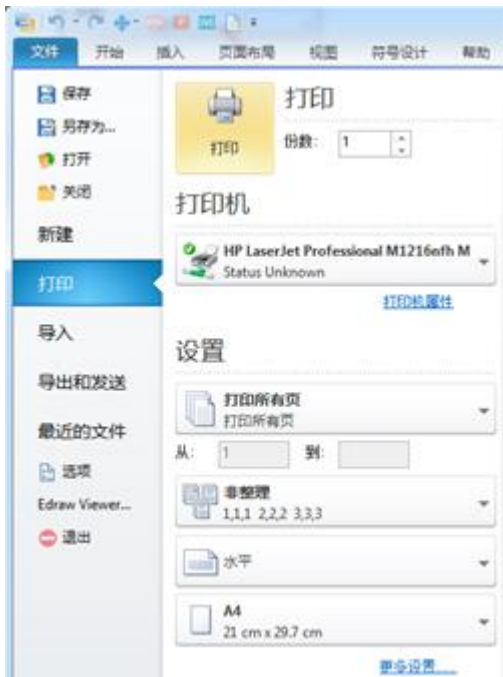 文件 开始 插入 页面布局 视图 符号设计 帮助
保存
另存为...
打开
关闭
新建
打印
导入
导出和发送
最近的文件
选项
Edraw Viewer...
退出
打印
打印
份数: 1
打印机
HP LaserJet Professional M1216nfh M
Status Unknown
打印机属性
设置
打印所有页
打印所有页
从: 1 到:
非整理
1,1,1 2,2,2 3,3,3
水平
A4
21 cm x 29.7 cm
更多设置......